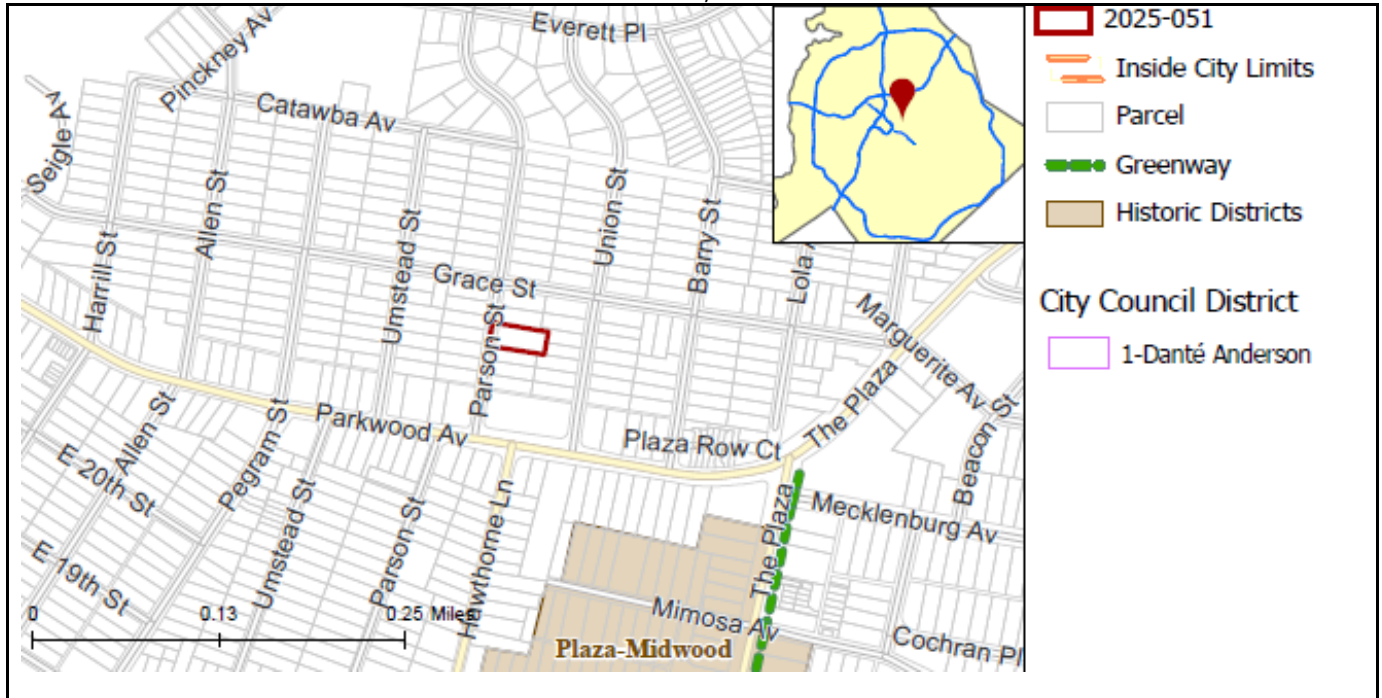 Everett Pl
Pinckney Av
Catawba Av
Seigle Av
Allen St
Union St
Umstead St
Barry St
Harrill St
Grace St
Lola A
Parson St
Marguerite Av
The Plaza
Parkwood Av
Plaza Row Ct
Beacon St
Allen St
Pegram St
E 20th St
Umstead St
Parson St
Hawthorne Ln
The Plaza
Mecklenburg Av
E 19th St
Mimosa Av
Cochran Pl
Plaza-Midwood
0 0.13 0.25 Miles
2025-051
Inside City Limits
Parcel
Greenway
Historic Districts
City Council District
1-Danté Anderson